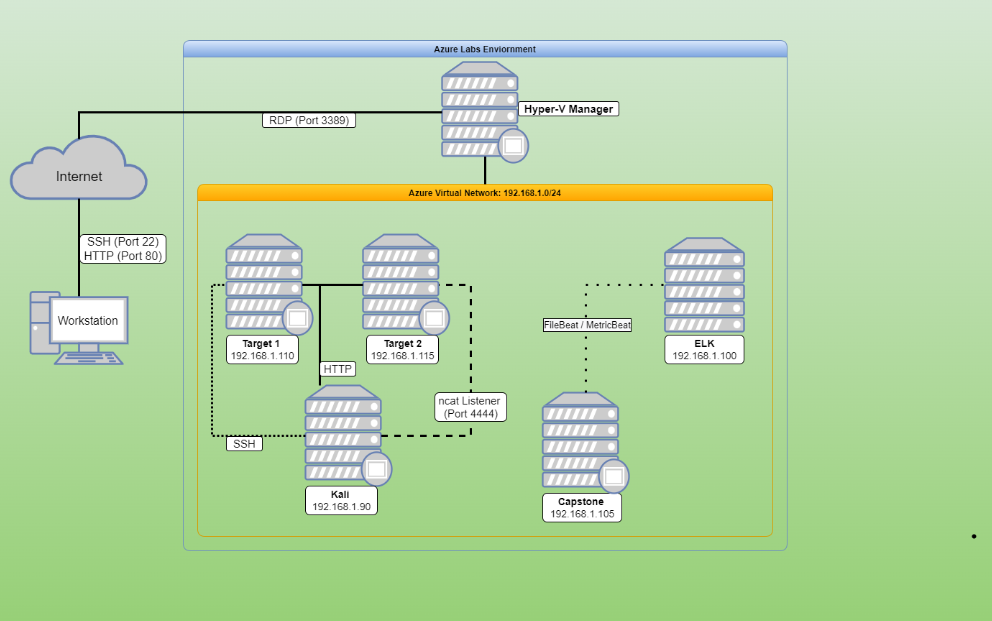 Azure Labs Enviornment
Hyper-V Manager
RDP (Port 3389)
Internet
Azure Virtual Network: 192.168.1.0/24
SSH (Port 22)
HTTP (Port 80)
Workstation
FileBeat / MetricBeat
Target 1
192.168.1.110
Target 2
192.168.1.115
ELK
192.168.1.100
HTTP
ncat Listener
(Port 4444)
SSH
Kali
192.168.1.90
Capstone
192.168.1.105